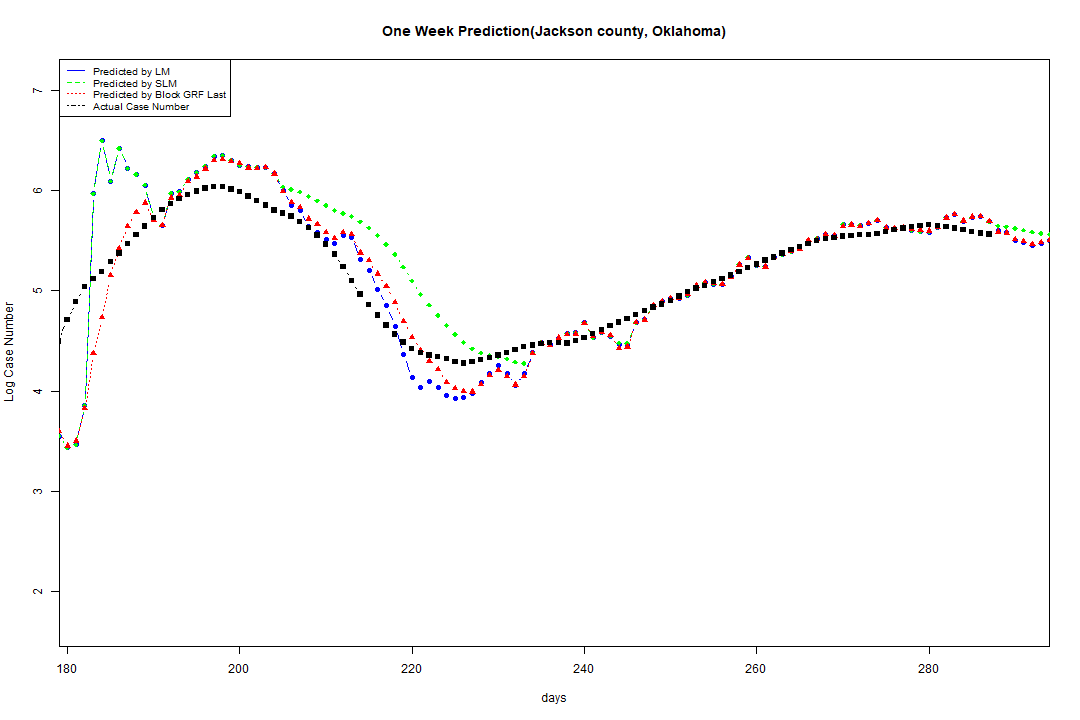 One Week Prediction(Jackson county, Oklahoma)
Predicted by LM
Predicted by SLM
Predicted by Block GRF Last
Actual Case Number
7
6
5
4
3
2
Log Case Number
180 200 220 240 260 280
days